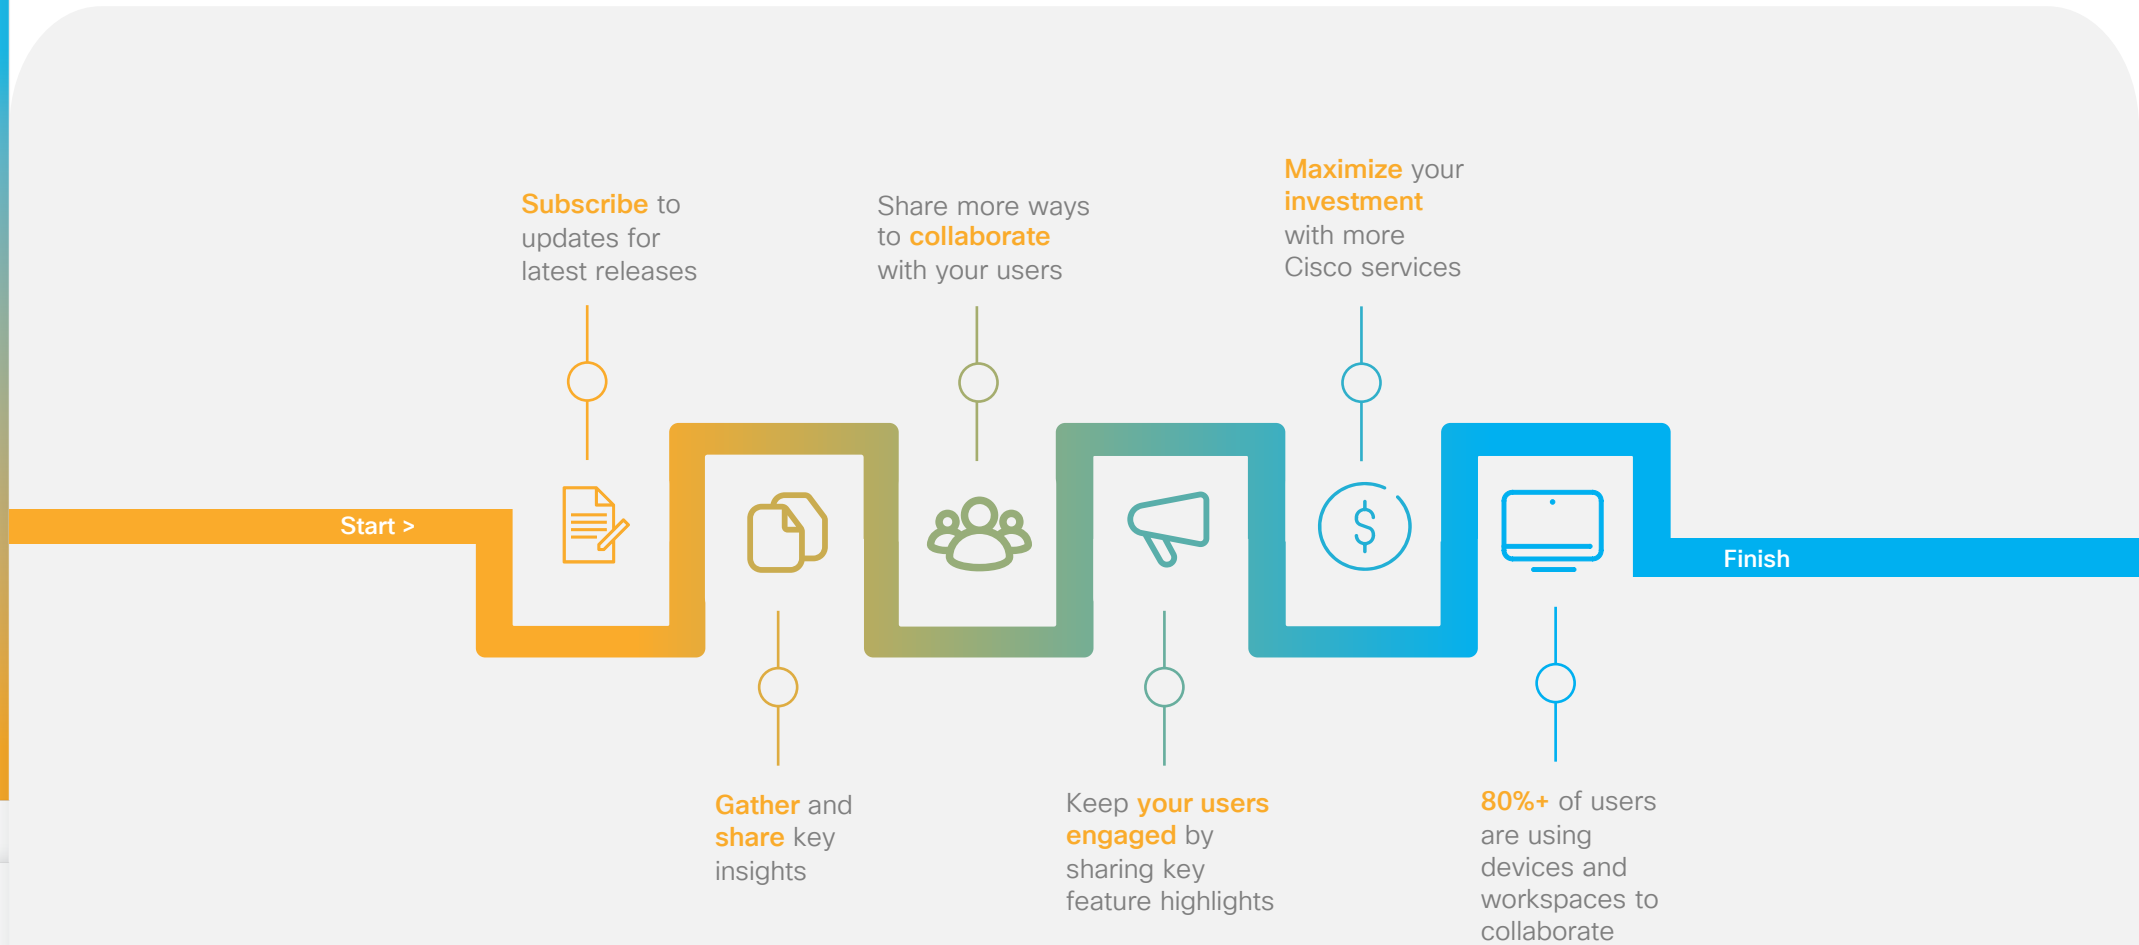 Start >
Subscribe to
updates for
latest releases
Gather and
share key
insights
Share more ways
to collaborate
with your users
Keep your users
engaged by
sharing key
feature highlights
Maximize your
investment
with more
Cisco services
80%+ of users
are using
devices and
workspaces to
collaborate
Finish